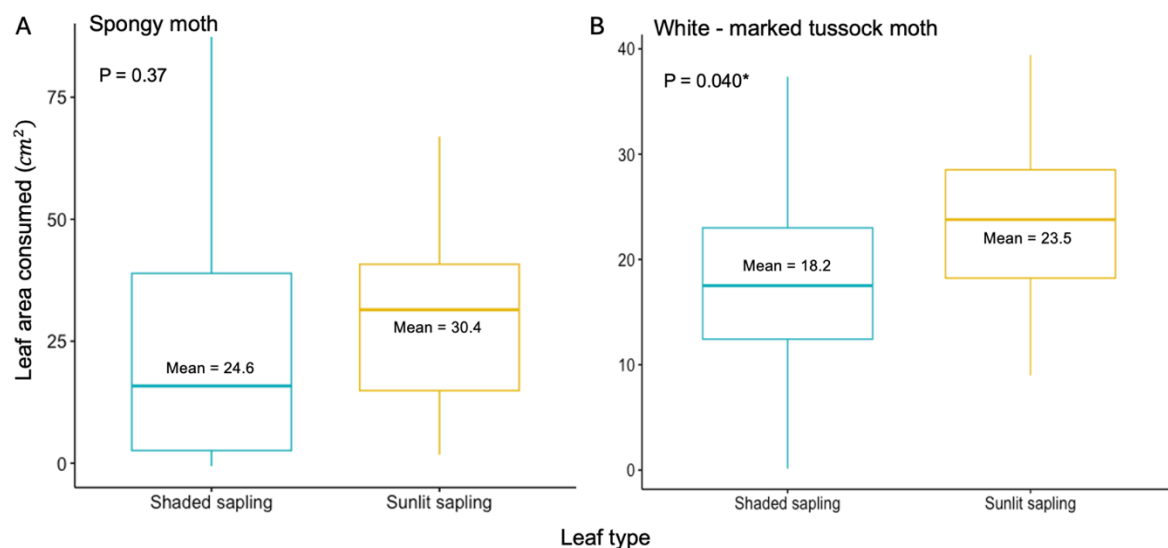 A Spongy moth
P = 0.37
Leaf area consumed (cm²)
75
50
25
0
Mean = 24.6
Mean = 30.4
Shaded sapling Sunlit sapling
B White - marked tussock moth
P = 0.040*
40
30
20
10
0
Mean = 18.2
Mean = 23.5
Shaded sapling Sunlit sapling
Leaf type